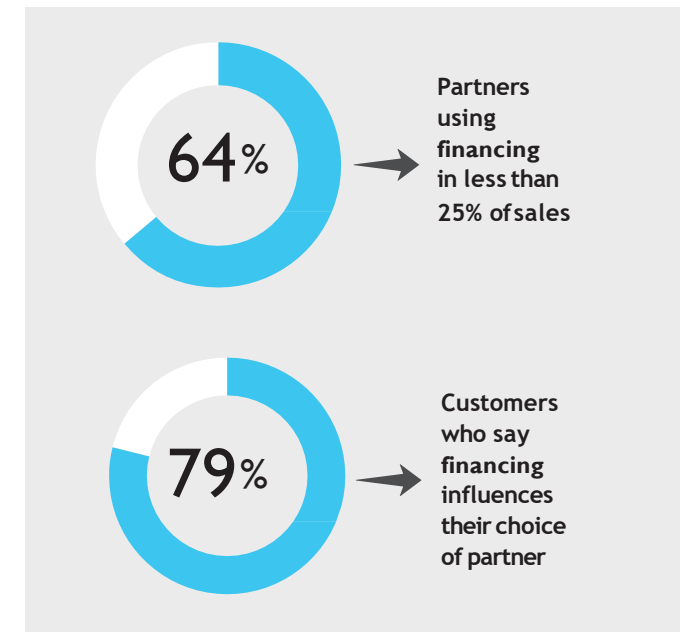 64%
Partners
using
financing
in less than
25% of sales
79%
Customers
who say
financing
influences
their choice
of partner